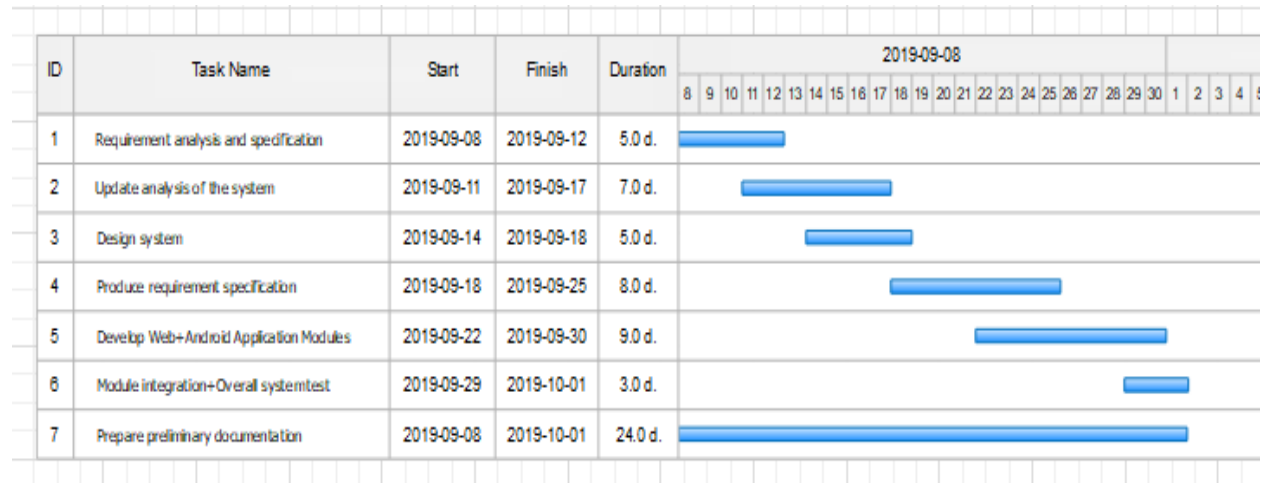 ID Task Name Start Finish Duration 2019-09-08
8 9 10 11 12 13 14 15 16 17 18 19 20 21 22 23 24 25 26 27 28 29 30 1 2 3 4 5
1 Requirement analysis and specification 2019-09-08 2019-09-12 5.0 d.
2 Update analysis of the system 2019-09-11 2019-09-17 7.0 d.
3 Design system 2019-09-14 2019-09-18 5.0 d.
4 Produce requirement specification 2019-09-18 2019-09-25 8.0 d.
5 Develop Web+Android Application Modules 2019-09-22 2019-09-30 9.0 d.
6 Module integration+Overall systemtest 2019-09-29 2019-10-01 3.0 d.
7 Prepare preliminary documentation 2019-09-08 2019-10-01 24.0 d.